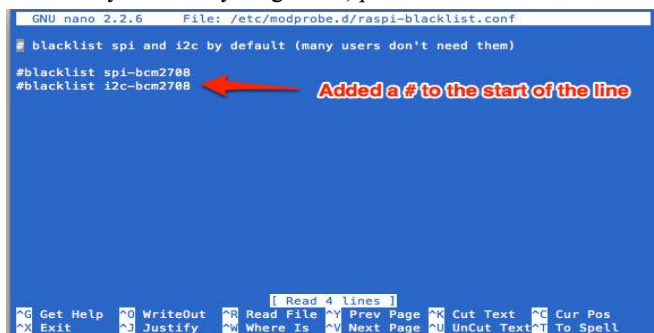 GNU nano 2.2.6 File: /etc/modprobe.d/raspi-blacklist.conf
# blacklist spi and i2c by default (many users don't need them)
#blacklist spi-bcm2708
#blacklist i2c-bcm2708
Added a # to the start of the line
[ Read 4 lines ]
^G Get Help ^O WriteOut ^R Read File ^Y Prev Page ^K Cut Text ^C Cur Pos
^X Exit ^J Justify ^W Where Is ^V Next Page ^U UnCut Text ^T To Spell